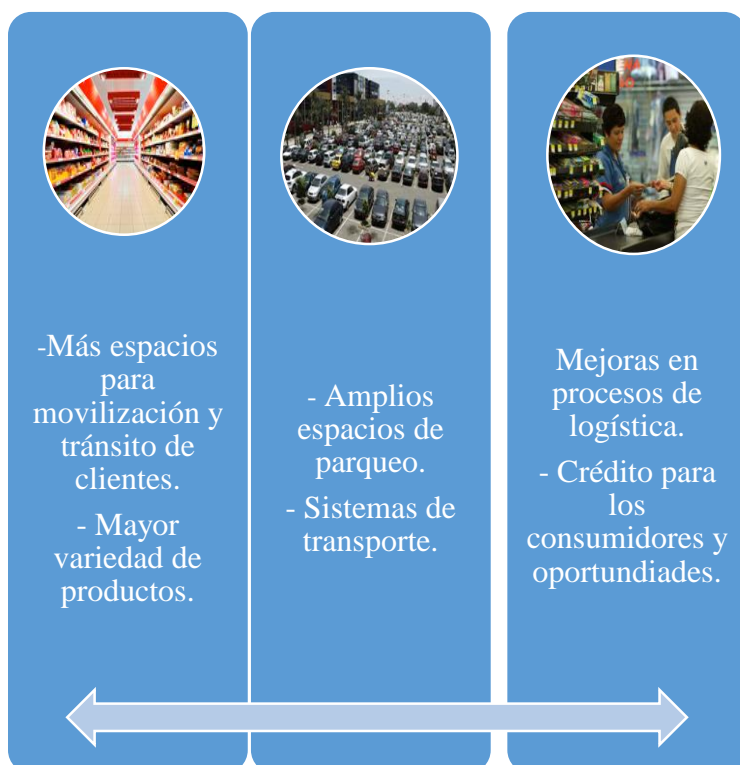 -Más espacios
para
movilización y
tránsito de
clientes.
- Mayor
variedad de
productos.
- Amplios
espacios de
parqueo.
- Sistemas de
transporte.
Mejoras en
procesos de
logística.
- Crédito para
los
consumidores y
oportundiades.